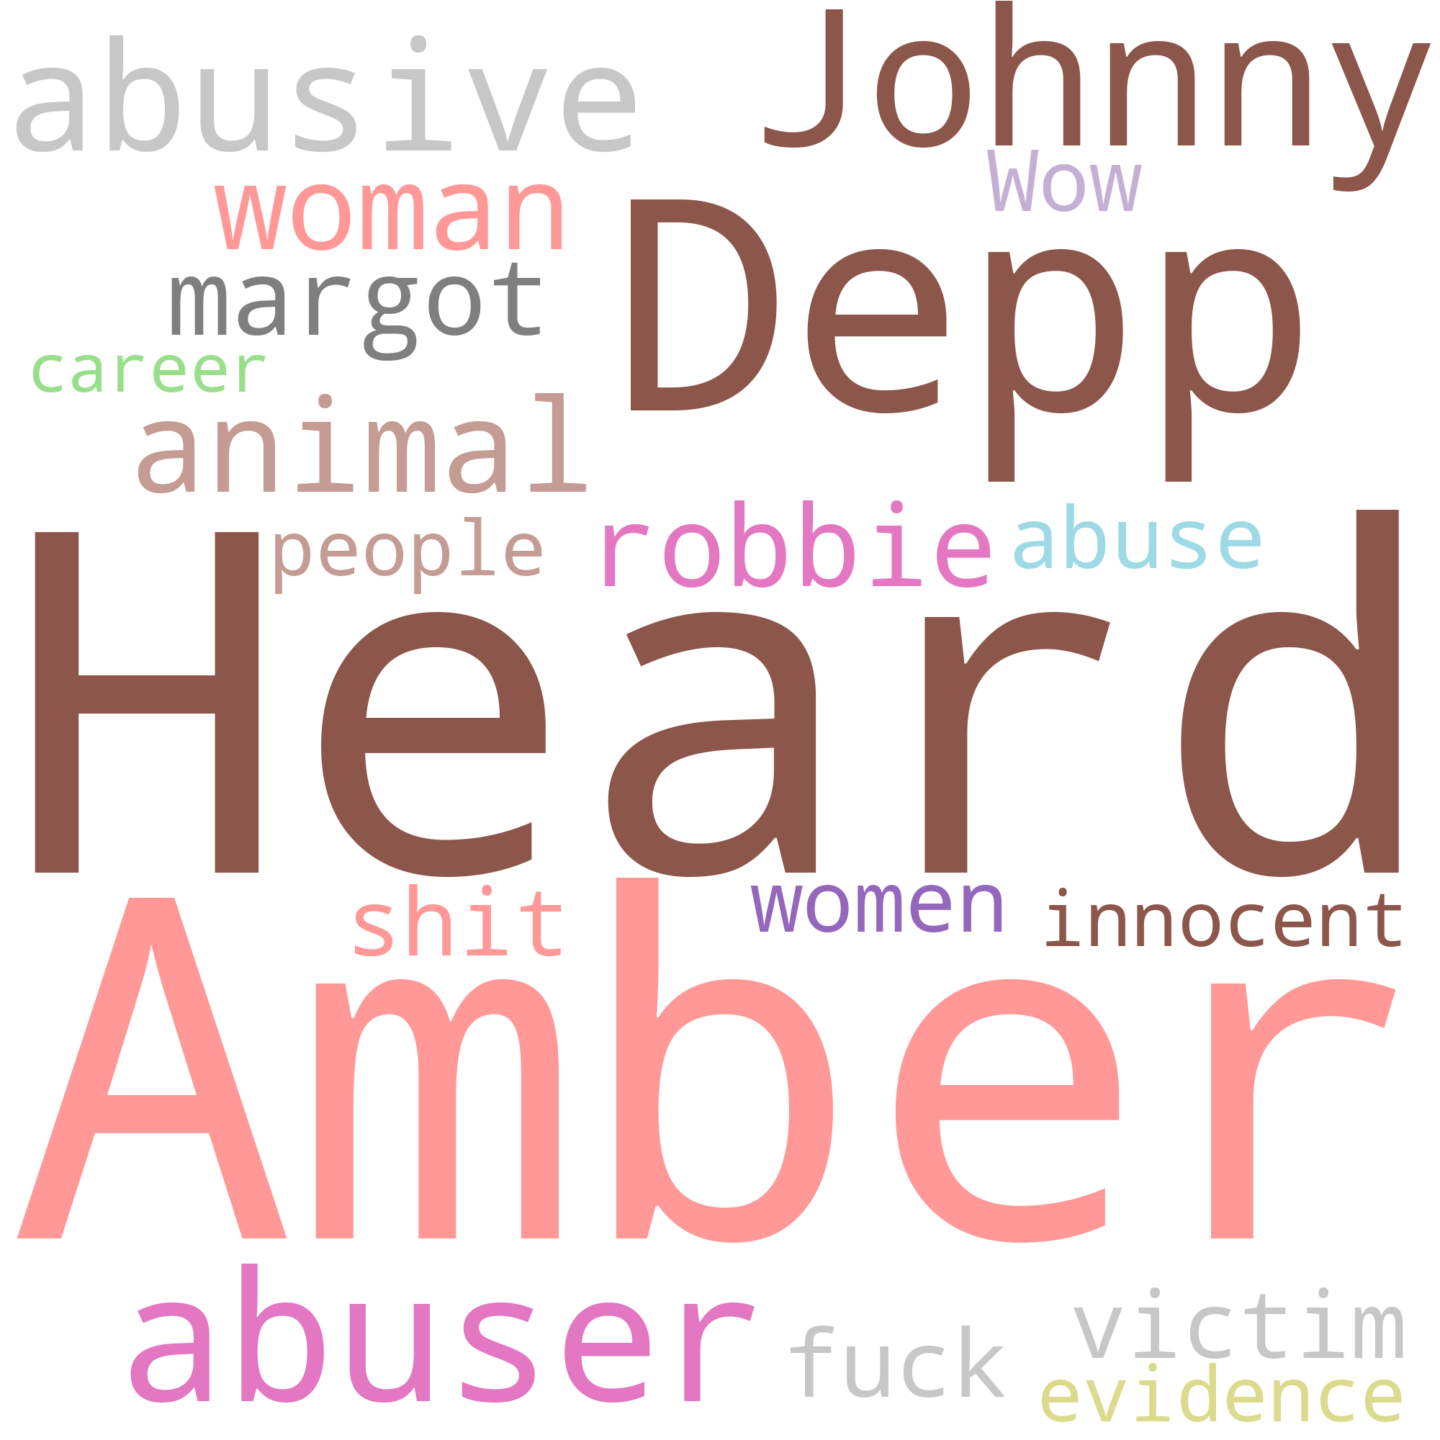 abusive
Johnny
woman
Wow
Depp
margot
career
animal
robbie
abuse
people
Heard
shit
women
innocent
Amber
abuser
victim
fuck
evidence